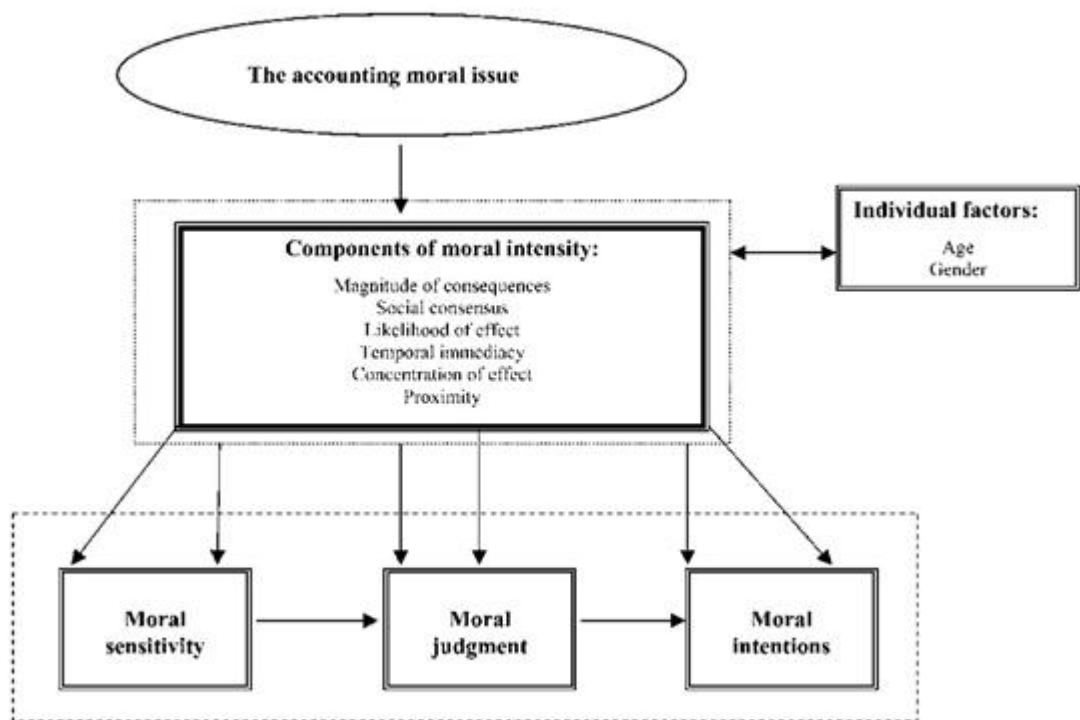 The accounting moral issue
Components of moral intensity:
Magnitude of consequences
Social consensus
Likelihood of effect
Temporal immediacy
Concentration of effect
Proximity
Individual factors:
Age
Gender
Moral
sensitivity
Moral
judgment
Moral
intentions